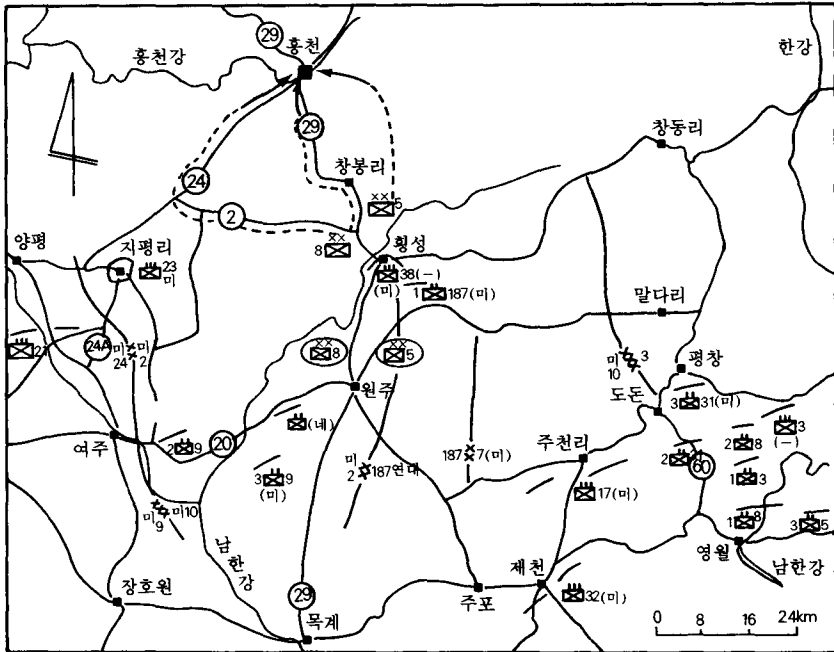 29
홍천
홍천강
한강
29
창동리
창봉리
24
5
2
양평
8
횡성
지평리
23
미
38(-)
(미)
1
187(미)
말다리
24A
미
24
미
2
8
5
미
10
3
평창
원주
도돈
3
31(미)
여주
2
9
20
(네)
3
(-)
2
8
187
7(미)
주천리
2
60
미
2
187연대
3
9
(미)
1
3
17(미)
미
9
미10
1
8
3
5
남한강
영월
남한강
제천
29
장호원
주포
32(미)
목계
0 8 16 24km